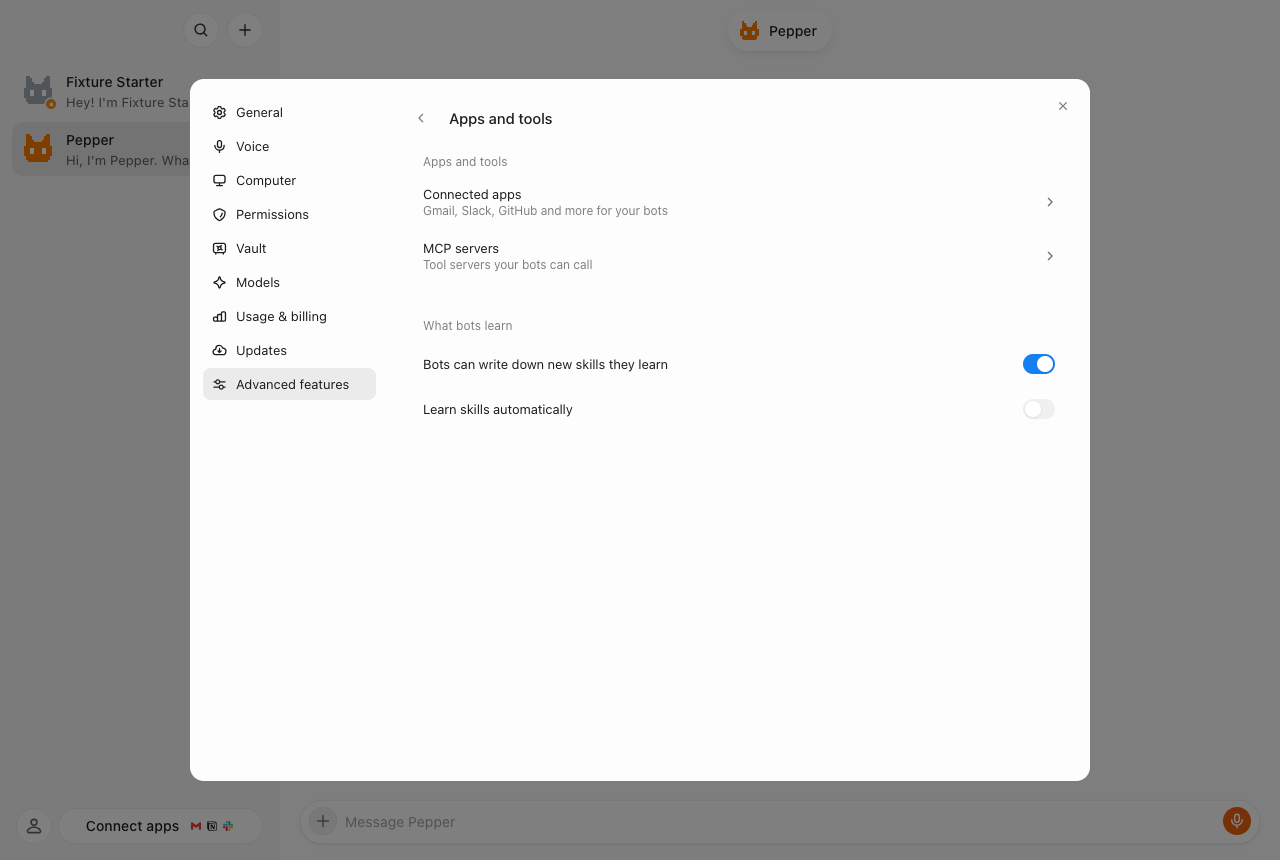 Pepper
Fixture Starter
Hey! I'm Fixture Sta
Pepper
Hi, I'm Pepper. Wha
General
Voice
Computer
Permissions
Vault
Models
Usage & billing
Updates
Advanced features
Apps and tools
Apps and tools
Connected apps
Gmail, Slack, GitHub and more for your bots
MCP servers
Tool servers your bots can call
What bots learn
Bots can write down new skills they learn
Learn skills automatically
Connect apps
Message Pepper